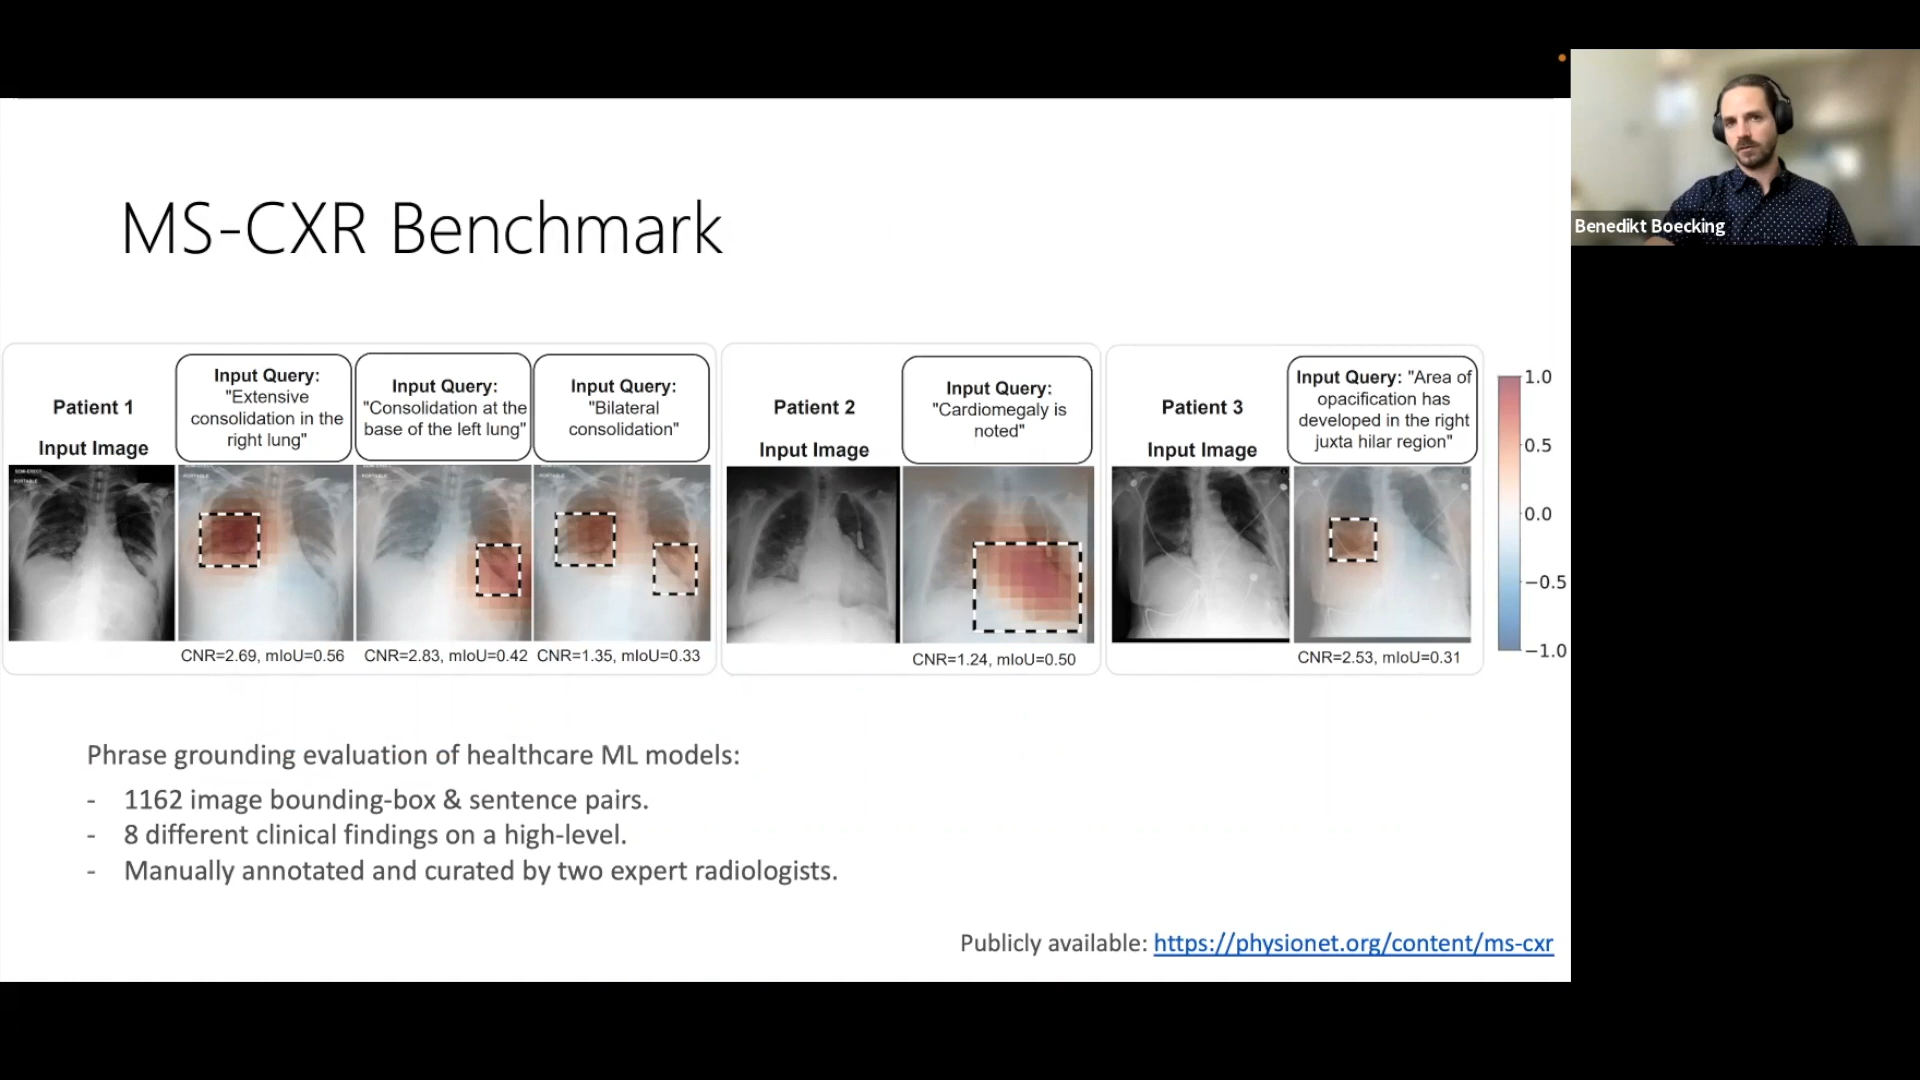 Benedikt Boecking
MS-CXR Benchmark
Patient 1
Input Image
Input Query:
"Extensive
consolidation in the
right lung"
CNR=2.69, mIoU=0.56
Input Query:
"Consolidation at the
base of the left lung"
CNR=2.83, mIoU=0.42
Input Query:
"Bilateral
consolidation"
CNR=1.35, mIoU=0.33
Patient 2
Input Image
Input Query:
"Cardiomegaly is
noted"
CNR=1.24, mIoU=0.50
Patient 3
Input Image
Input Query: "Area of
opacification has
developed in the right
juxta hilar region"
CNR=2.53, mIoU=0.31
1.0
0.5
0.0
−0.5
−1.0
Phrase grounding evaluation of healthcare ML models:
- 1162 image bounding-box & sentence pairs.
- 8 different clinical findings on a high-level.
- Manually annotated and curated by two expert radiologists.
Publicly available: https://physionet.org/content/ms-cxr